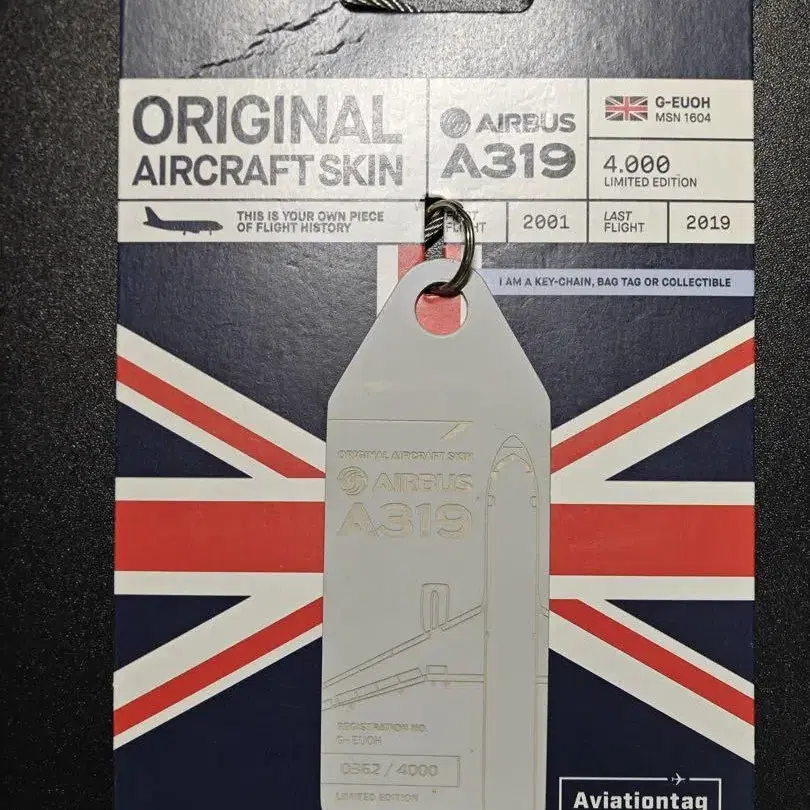 ORIGINAL
AIRCRAFT SKIN
AIRBUS
A319
G-EUOH
MSN 1604
4.000
LIMITED EDITION
THIS IS YOUR OWN PIECE
OF FLIGHT HISTORY
2001
LAST
FLIGHT
2019
I AM A KEY-CHAIN, BAG TAG OR COLLECTIBLE
ORIGINAL AIRCRAFT SKIN
AIRBUS
A319
REGISTRATION NO.
G-EUOH
0362 / 4000
LIMITED EDITION
Aviationtag